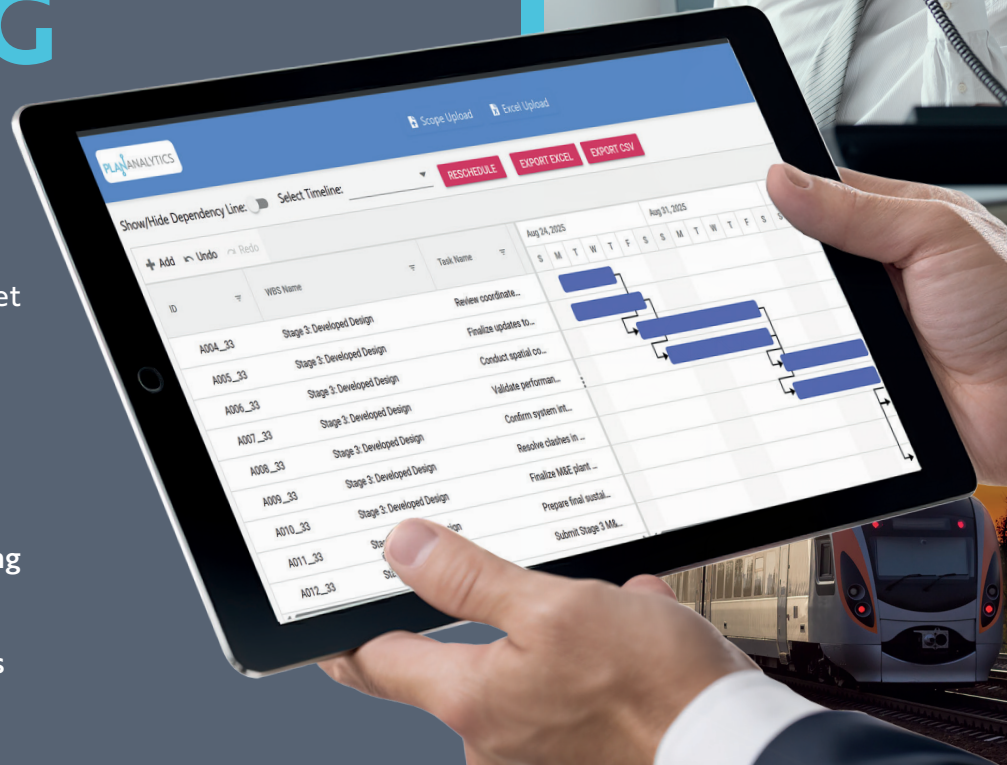 G
et
ng
s
PLANANALYTICS
Scope Upload Excel Upload
Show/Hide Dependency Line: Select Timeline: RESCHEDULE EXPORT EXCEL EXPORT CSV
Add Undo Redo
ID WBS Name Task Name
Aug 24, 2025 Aug 31, 2025
S M T W T F S S M T W T F S S
A004_33 Stage 3: Developed Design Review coordinate...
A005_33 Stage 3: Developed Design Finalize updates to...
A006_33 Stage 3: Developed Design Conduct spatial co...
A007_33 Stage 3: Developed Design Validate performan...
A008_33 Stage 3: Developed Design Confirm system int...
A009_33 Stage 3: Developed Design Resolve clashes in ...
A010_33 Stage 3: Developed Design Finalize M&E plant ...
A011_33 Sta sign Prepare final sustai...
A012_33 St Submit Stage 3 M&...